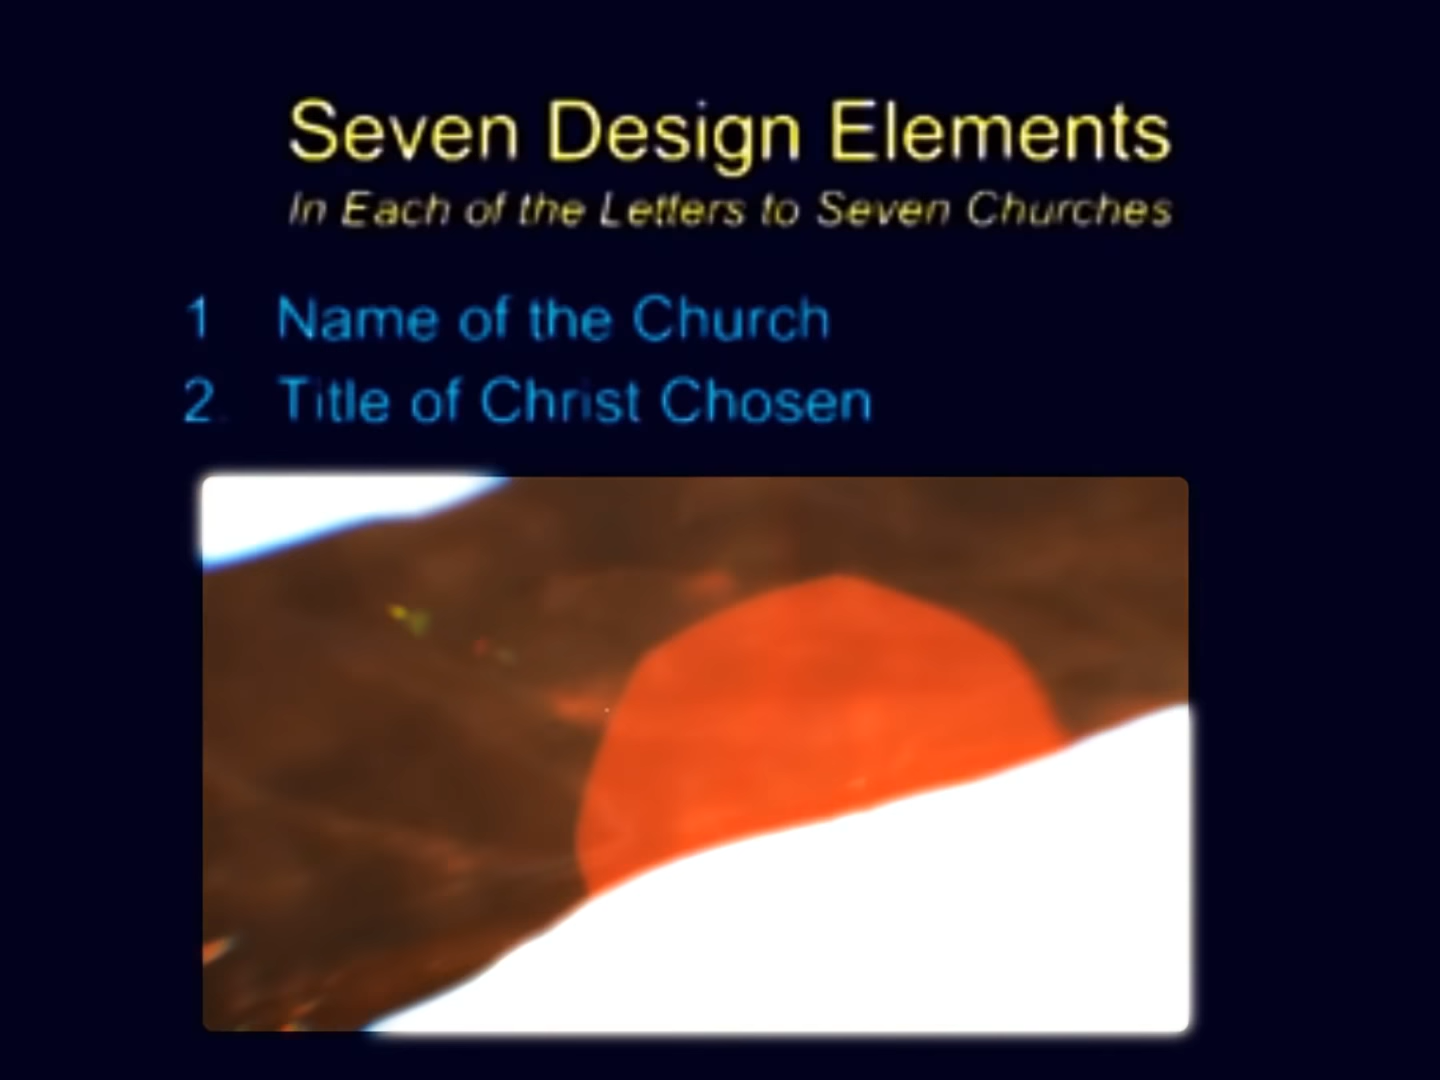 Seven Design Elements
In Each of the Letters to Seven Churches
1 Name of the Church
2. Title of Christ Chosen